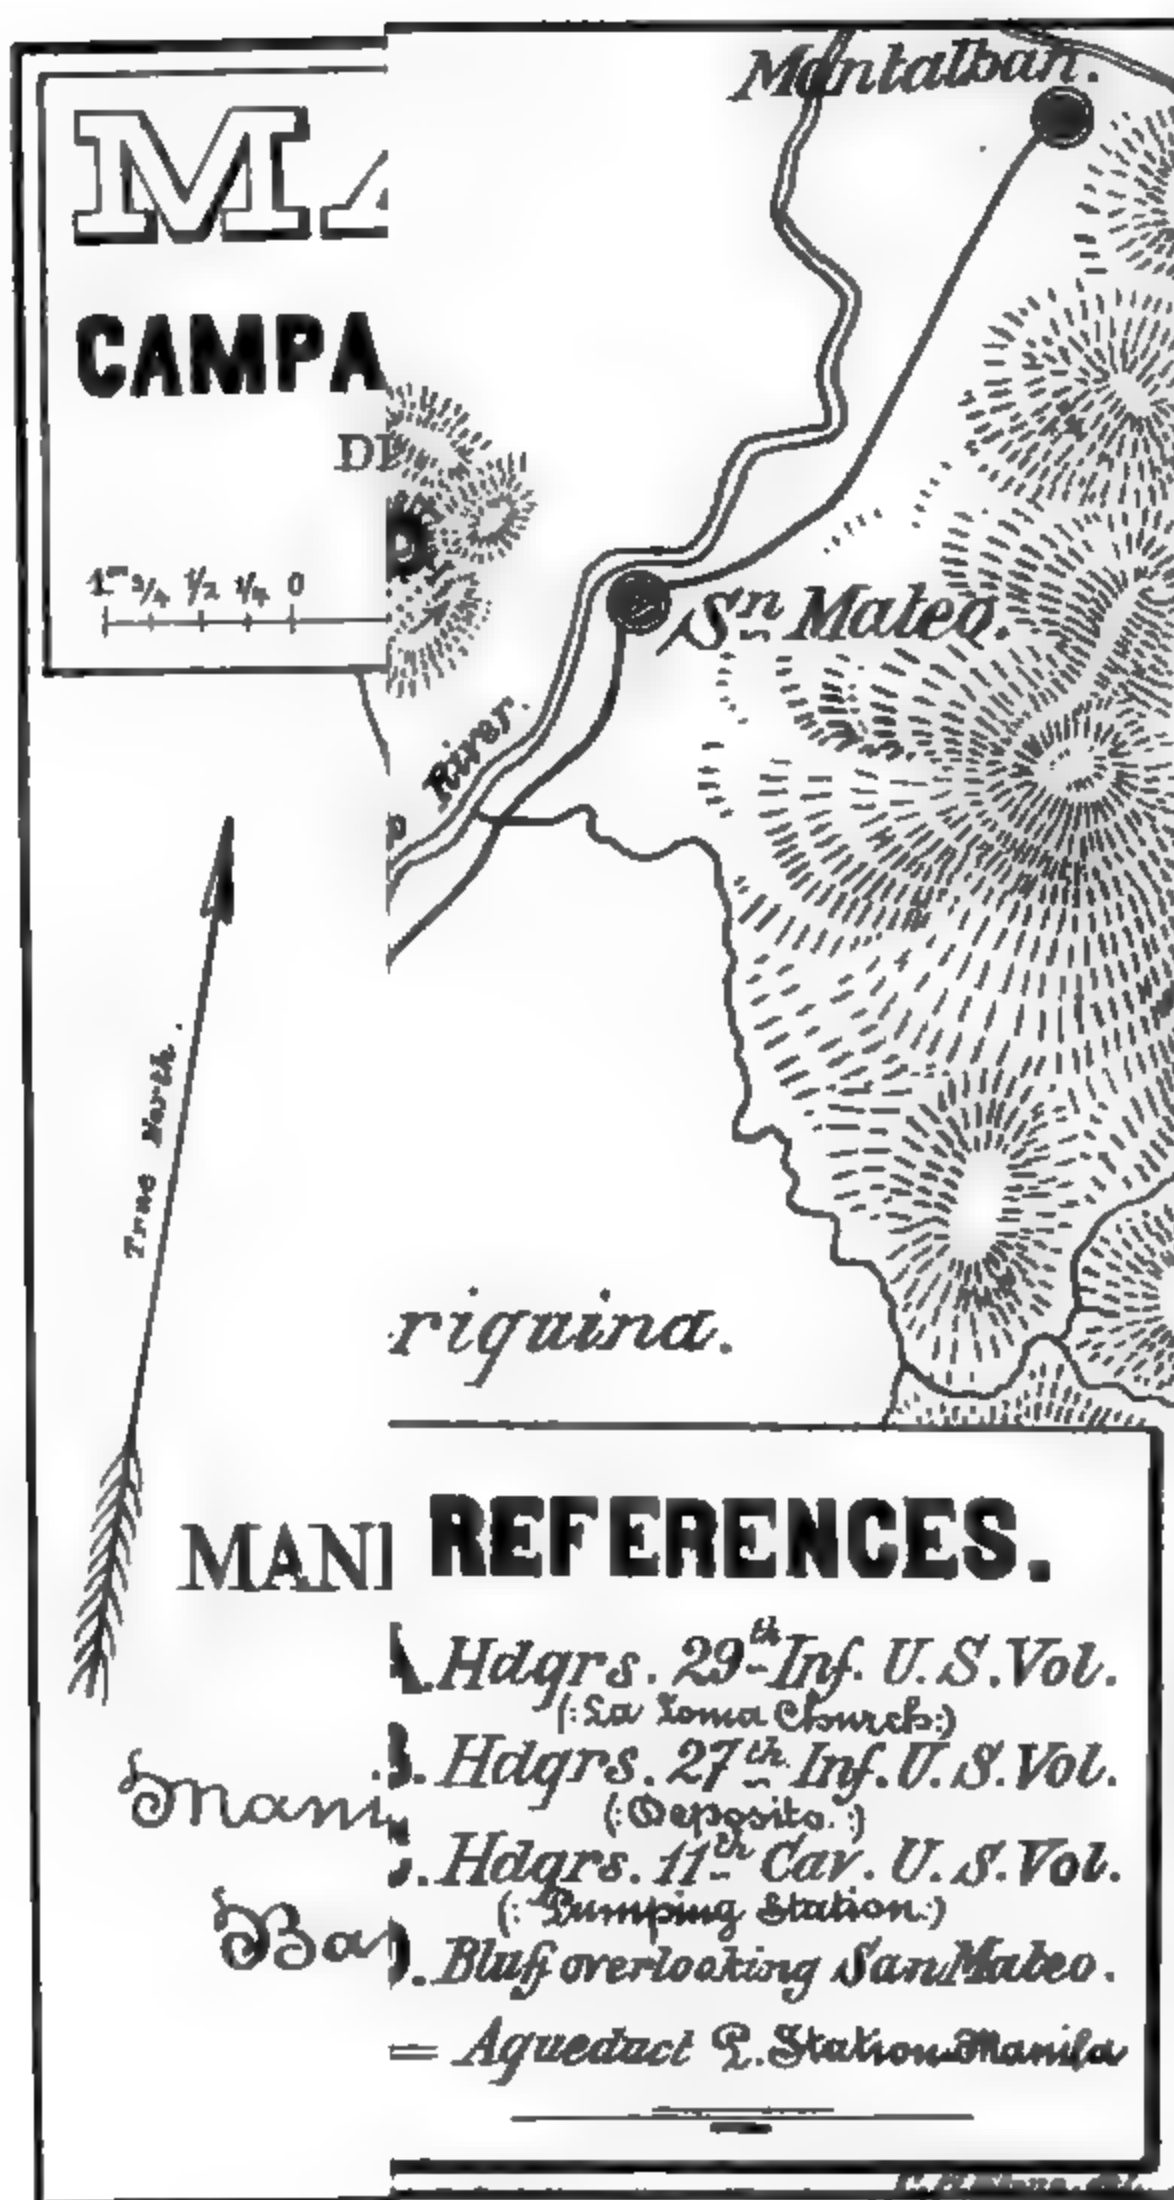 Montalban.
MA
CAMPA
1 3/4 1/2 1/4 0
Sn Mateo.
River.
True North.
riquina.
MANI
REFERENCES.
A. Hdqrs. 29th Inf. U.S. Vol.
(: La Loma Church :)
B. Hdqrs. 27th Inf. U.S. Vol.
(: Deposito. :)
Hdqrs. 11th Cav. U.S. Vol.
(: Pumping Station :)
Bluff overlooking San Mateo.
= Aqueduct P. Station-Manila
Mani
Ba